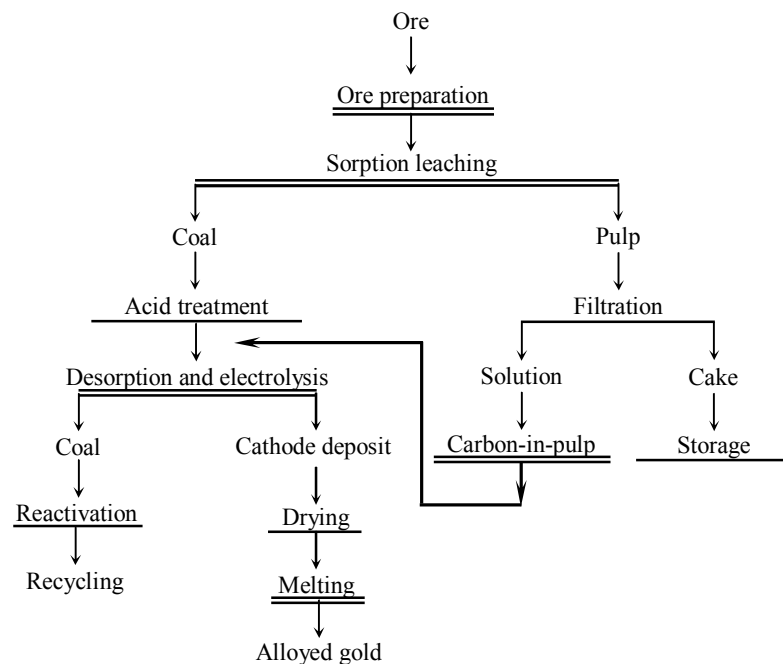 Ore
Ore preparation
Sorption leaching
Coal
Pulp
Acid treatment
Filtration
Desorption and electrolysis
Solution
Cake
Coal
Cathode deposit
Carbon-in-pulp
Storage
Reactivation
Drying
Recycling
Melting
Alloyed gold